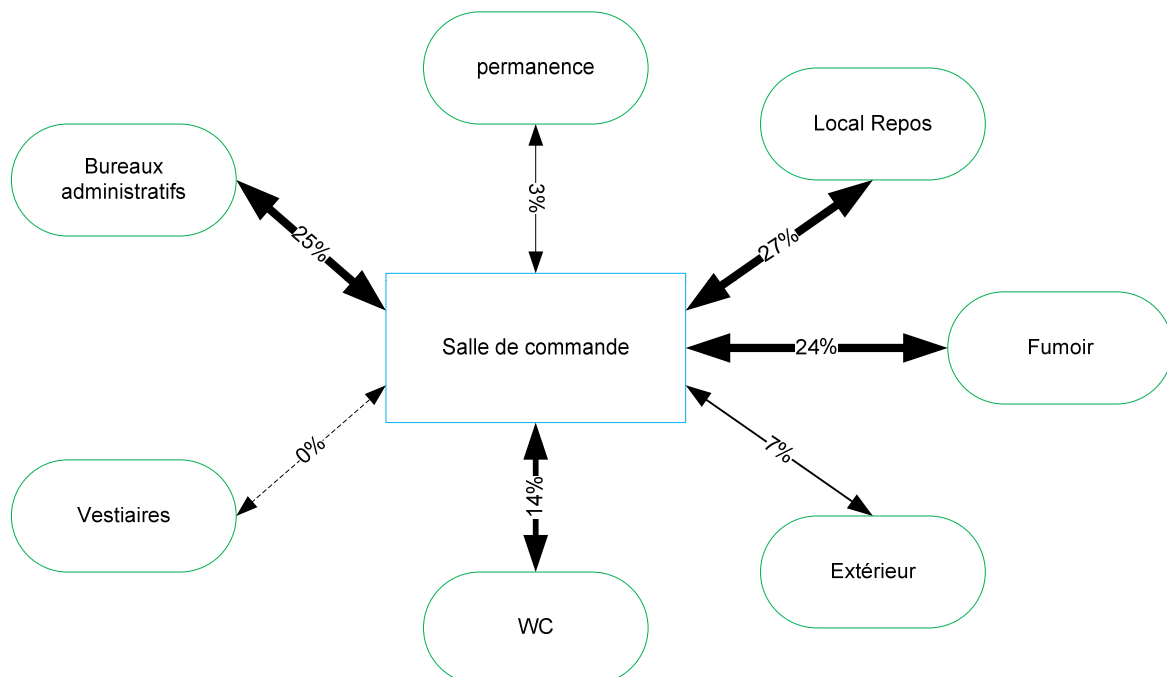 permanence
Local Repos
Bureaux
administratifs
3%
25%
27%
Salle de commande
24%
Fumoir
0%
7%
14%
Vestiaires
Extérieur
WC